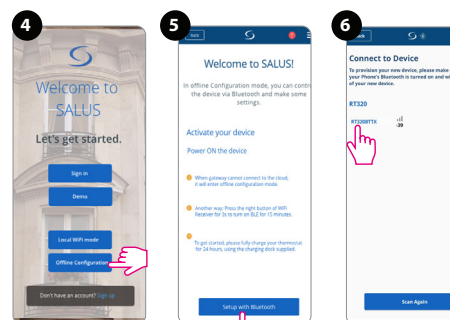 4
Welcome to
SALUS
Let's get started.
Sign in
Demo
Local WiFi mode
Offline Configuration
Don't have an account? Sign up
5
Back
Welcome to SALUS!
In offline Configuration mode, you can
the device via Bluetooth and make some
settings.
Activate your device
Power ON the device
When gateway cannot connect to the cloud,
it will enter offline configuration mode.
Another way: Press the right button of WiFi
Receiver for 3s to turn on BLE for 15 minutes.
To get started, please fully charge your thermostat
for 24 hours, using the charging dock supplied.
Setup with Bluetooth
6
Connect to Device
To provision your new device, please make
your Phone's Bluetooth is turned on and
of your new device.
RT320
RT320BTTX
-39
Scan Again